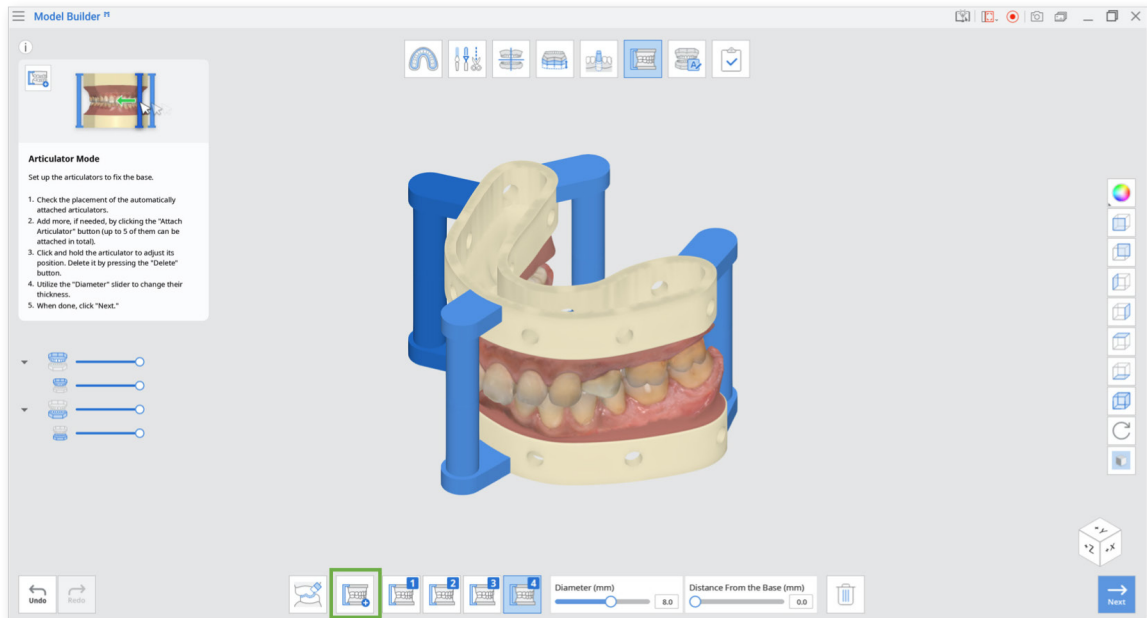 Model Builder
Articulator Mode
Set up the articulators to fix the base.
1. Check the placement of the automatically
attached articulators.
2. Add more, if needed, by clicking the "Attach
Articulator" button (up to 5 of them can be
attached in total).
3. Click and hold the articulator to adjust its
position. Delete it by pressing the "Delete"
button.
4. Utilize the "Diameter" slider to change their
thickness.
5. When done, click "Next."
Undo
Redo
1
2
3
4
Diameter (mm)
8.0
Distance From the Base (mm)
0.0
Next